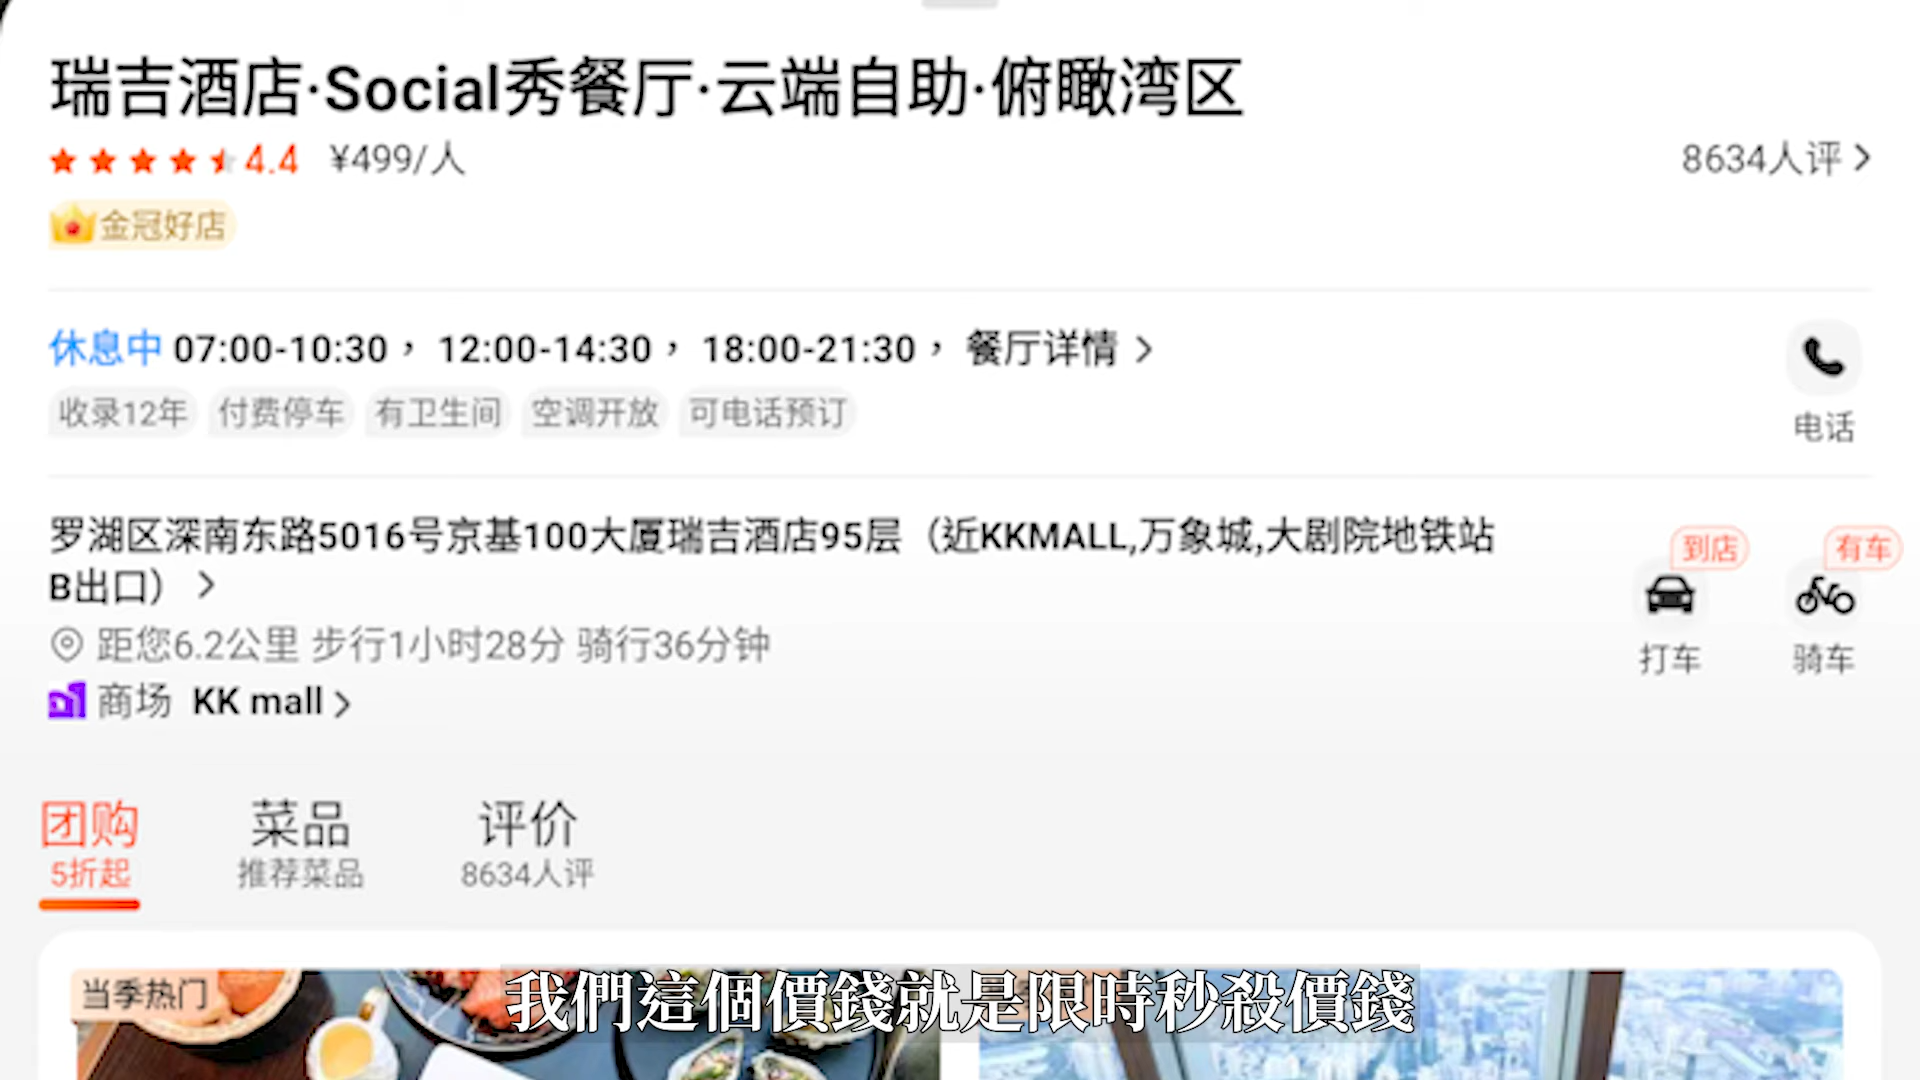 瑞吉酒店·Social秀餐厅·云端自助·俯瞰湾区
4.4 ¥499/人
8634人评
金冠好店
休息中 07:00-10:30， 12:00-14:30， 18:00-21:30， 餐厅详情
收录12年 付费停车 有卫生间 空调开放 可电话预订
电话
罗湖区深南东路5016号京基100大厦瑞吉酒店95层（近KKMALL,万象城,大剧院地铁站
B出口）
到店 有车
打车 骑车
距您6.2公里 步行1小时28分 骑行36分钟
商场 KK mall
团购 菜品 评价
5折起 推荐菜品 8634人评
当季热门
我們這個價錢就是限時秒殺價錢